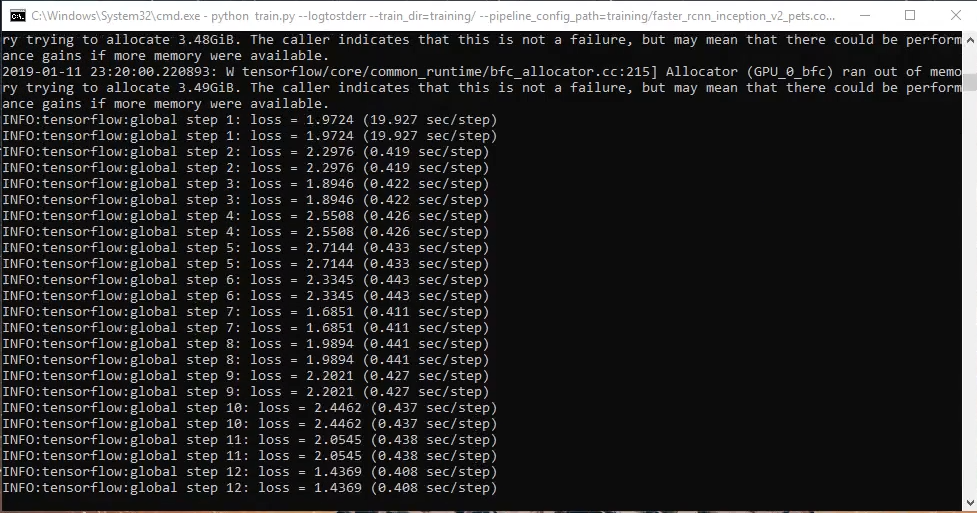 C:\Windows\System32\cmd.exe - python train.py --logtostderr --train_dir=training/ --pipeline_config_path=training/faster_rcnn_inception_v2_pets.co...
ry trying to allocate 3.48GiB. The caller indicates that this is not a failure, but may mean that there could be perform
ance gains if more memory were available.
2019-01-11 23:20:00.220893: W tensorflow/core/common_runtime/bfc_allocator.cc:215] Allocator (GPU_0_bfc) ran out of memo
ry trying to allocate 3.49GiB. The caller indicates that this is not a failure, but may mean that there could be perform
ance gains if more memory were available.
INFO:tensorflow:global step 1: loss = 1.9724 (19.927 sec/step)
INFO:tensorflow:global step 1: loss = 1.9724 (19.927 sec/step)
INFO:tensorflow:global step 2: loss = 2.2976 (0.419 sec/step)
INFO:tensorflow:global step 2: loss = 2.2976 (0.419 sec/step)
INFO:tensorflow:global step 3: loss = 1.8946 (0.422 sec/step)
INFO:tensorflow:global step 3: loss = 1.8946 (0.422 sec/step)
INFO:tensorflow:global step 4: loss = 2.5508 (0.426 sec/step)
INFO:tensorflow:global step 4: loss = 2.5508 (0.426 sec/step)
INFO:tensorflow:global step 5: loss = 2.7144 (0.433 sec/step)
INFO:tensorflow:global step 5: loss = 2.7144 (0.433 sec/step)
INFO:tensorflow:global step 6: loss = 2.3345 (0.443 sec/step)
INFO:tensorflow:global step 6: loss = 2.3345 (0.443 sec/step)
INFO:tensorflow:global step 7: loss = 1.6851 (0.411 sec/step)
INFO:tensorflow:global step 7: loss = 1.6851 (0.411 sec/step)
INFO:tensorflow:global step 8: loss = 1.9894 (0.441 sec/step)
INFO:tensorflow:global step 8: loss = 1.9894 (0.441 sec/step)
INFO:tensorflow:global step 9: loss = 2.2021 (0.427 sec/step)
INFO:tensorflow:global step 9: loss = 2.2021 (0.427 sec/step)
INFO:tensorflow:global step 10: loss = 2.4462 (0.437 sec/step)
INFO:tensorflow:global step 10: loss = 2.4462 (0.437 sec/step)
INFO:tensorflow:global step 11: loss = 2.0545 (0.438 sec/step)
INFO:tensorflow:global step 11: loss = 2.0545 (0.438 sec/step)
INFO:tensorflow:global step 12: loss = 1.4369 (0.408 sec/step)
INFO:tensorflow:global step 12: loss = 1.4369 (0.408 sec/step)